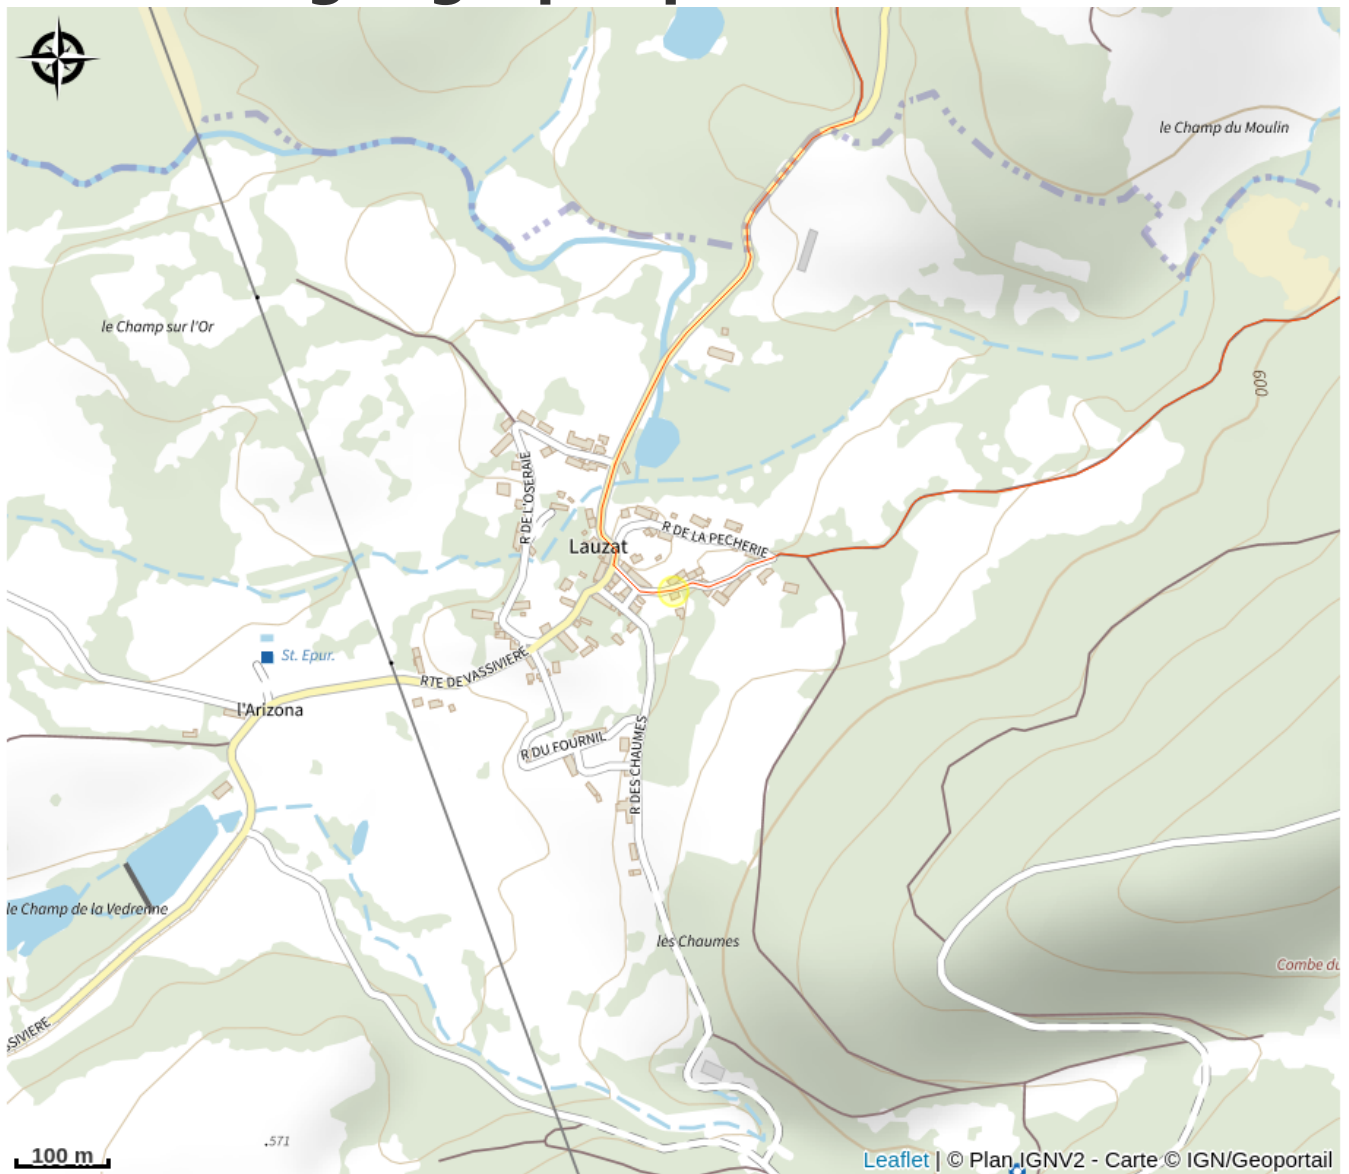 le Champ du Moulin
le Champ sur l'Or
600
R DE L'OSERAIE
R DE LA PECHERIE
Lauzat
St. Epur.
RTE DE VASSIVIERE
l'Arizona
R DU FOURNIL
R DES CHAUMES
le Champ de la Vedrenne
les Chaumes
Combe du
SSIVIERE
.571
100 m
Leaflet | © Plan IGNV2 - Carte © IGN/Geoportail